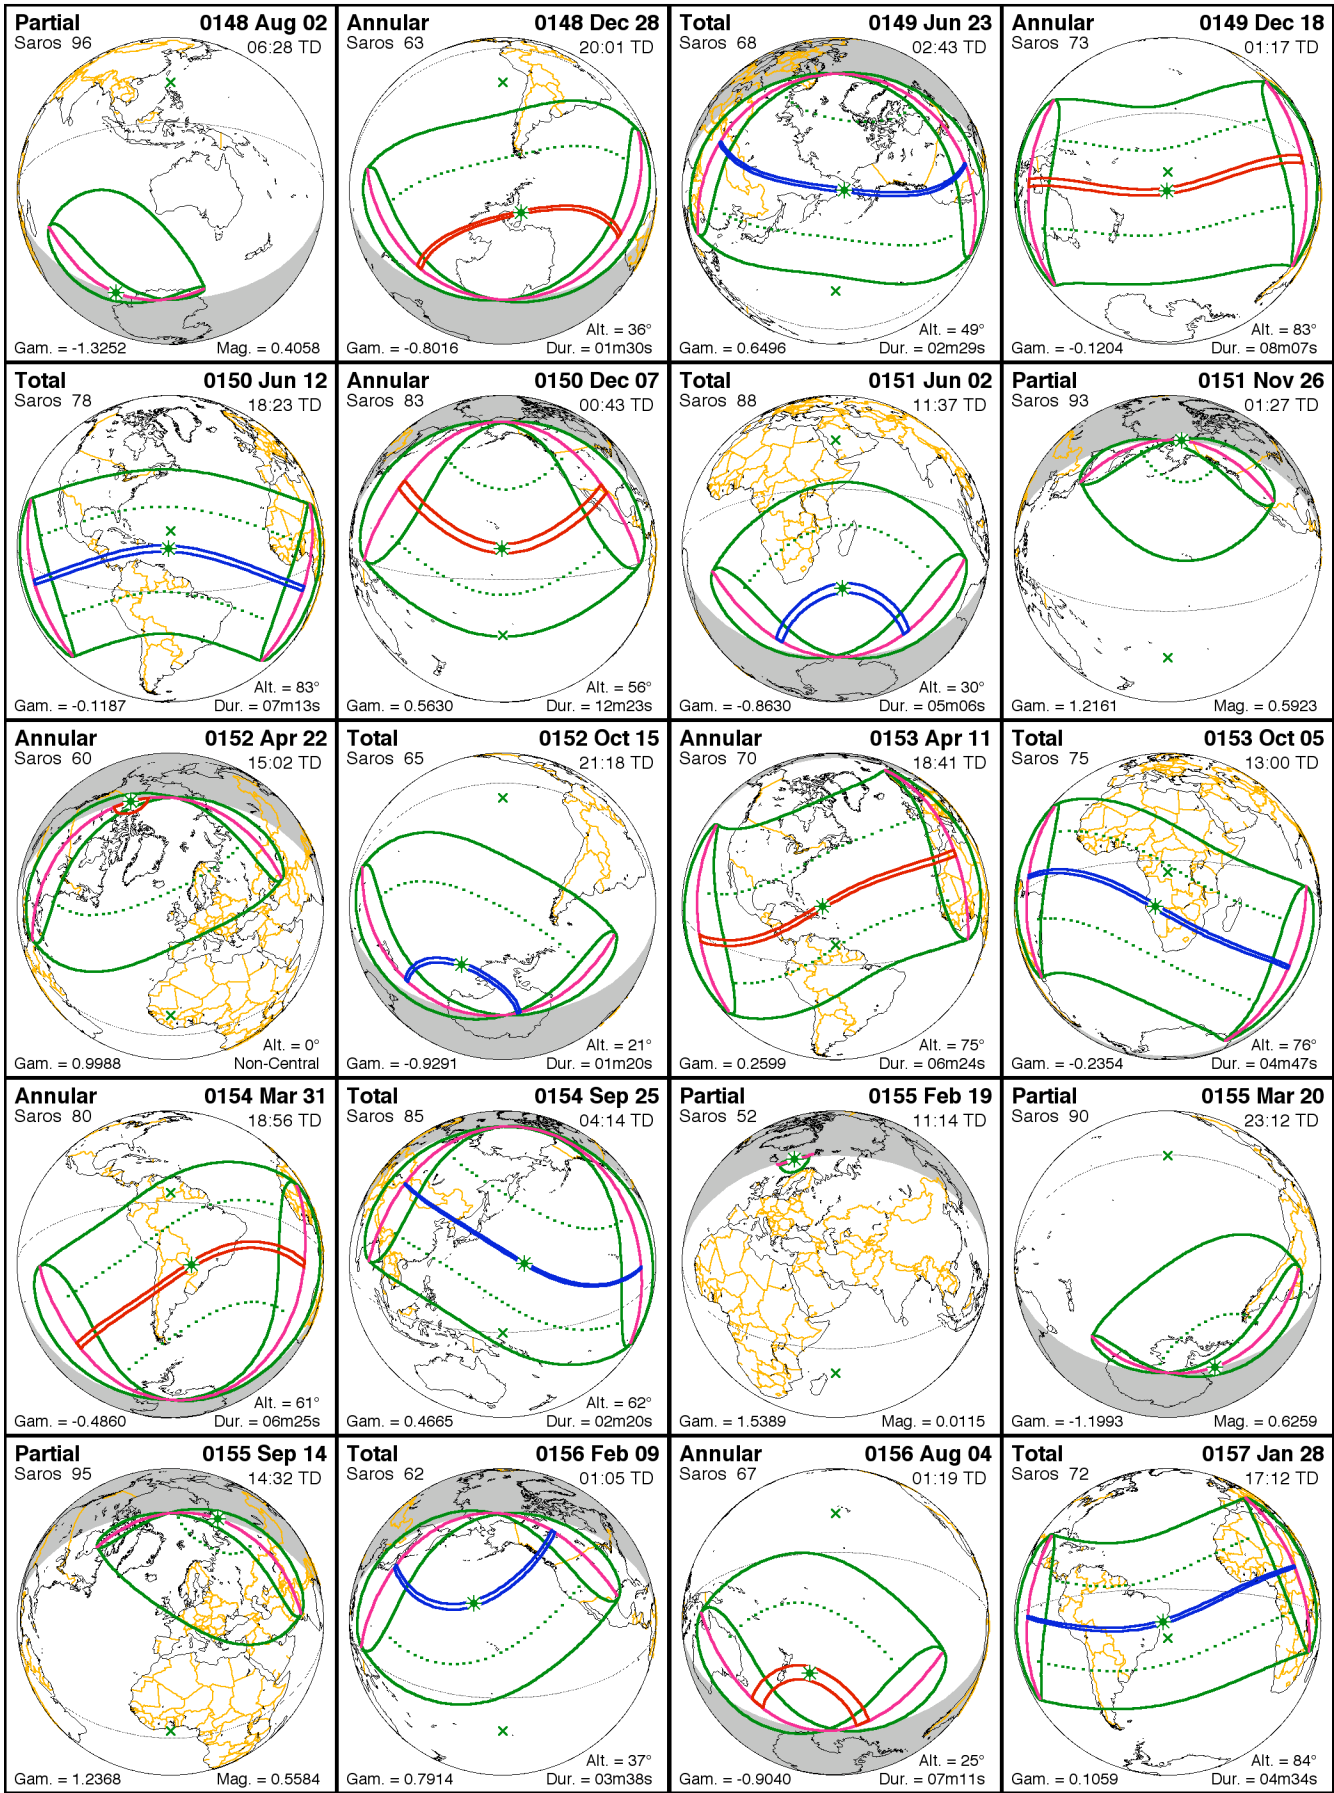 Partial 0148 Aug 02
Saros 96 06:28 TD
Gam. = -1.3252 Mag. = 0.4058
Annular 0148 Dec 28
Saros 63 20:01 TD
Alt. = 36°
Gam. = -0.8016 Dur. = 01m30s
Total 0149 Jun 23
Saros 68 02:43 TD
Alt. = 49°
Gam. = 0.6496 Dur. = 02m29s
Annular 0149 Dec 18
Saros 73 01:17 TD
Alt. = 83°
Gam. = -0.1204 Dur. = 08m07s
Total 0150 Jun 12
Saros 78 18:23 TD
Alt. = 83°
Gam. = -0.1187 Dur. = 07m13s
Annular 0150 Dec 07
Saros 83 00:43 TD
Alt. = 56°
Gam. = 0.5630 Dur. = 12m23s
Total 0151 Jun 02
Saros 88 11:37 TD
Alt. = 30°
Gam. = -0.8630 Dur. = 05m06s
Partial 0151 Nov 26
Saros 93 01:27 TD
Gam. = 1.2161 Mag. = 0.5923
Annular 0152 Apr 22
Saros 60 15:02 TD
Alt. = 0°
Gam. = 0.9988 Non-Central
Total 0152 Oct 15
Saros 65 21:18 TD
Alt. = 21°
Gam. = -0.9291 Dur. = 01m20s
Annular 0153 Apr 11
Saros 70 18:41 TD
Alt. = 75°
Gam. = 0.2599 Dur. = 06m24s
Total 0153 Oct 05
Saros 75 13:00 TD
Alt. = 76°
Gam. = -0.2354 Dur. = 04m47s
Annular 0154 Mar 31
Saros 80 18:56 TD
Alt. = 61°
Gam. = -0.4860 Dur. = 06m25s
Total 0154 Sep 25
Saros 85 04:14 TD
Alt. = 62°
Gam. = 0.4665 Dur. = 02m20s
Partial 0155 Feb 19
Saros 52 11:14 TD
Gam. = 1.5389 Mag. = 0.0115
Partial 0155 Mar 20
Saros 90 23:12 TD
Gam. = -1.1993 Mag. = 0.6259
Partial 0155 Sep 14
Saros 95 14:32 TD
Gam. = 1.2368 Mag. = 0.5584
Total 0156 Feb 09
Saros 62 01:05 TD
Alt. = 37°
Gam. = 0.7914 Dur. = 03m38s
Annular 0156 Aug 04
Saros 67 01:19 TD
Alt. = 25°
Gam. = -0.9040 Dur. = 07m11s
Total 0157 Jan 28
Saros 72 17:12 TD
Alt. = 84°
Gam. = 0.1059 Dur. = 04m34s